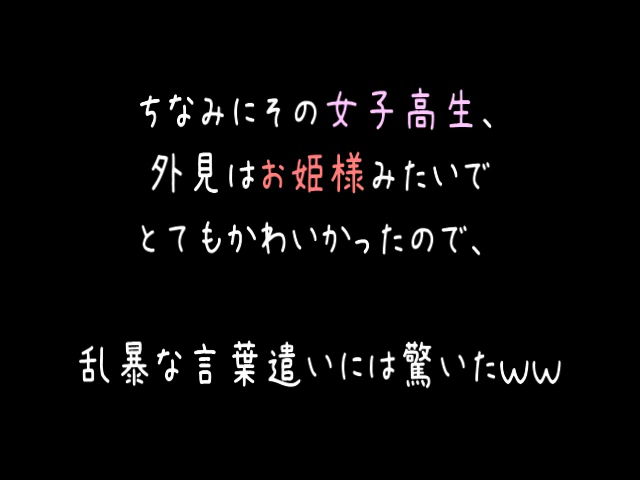 ちなみにその女子高生、
外見はお姫様みたいで
とてもかわいかったので、
乱暴な言葉遣いには驚いたww